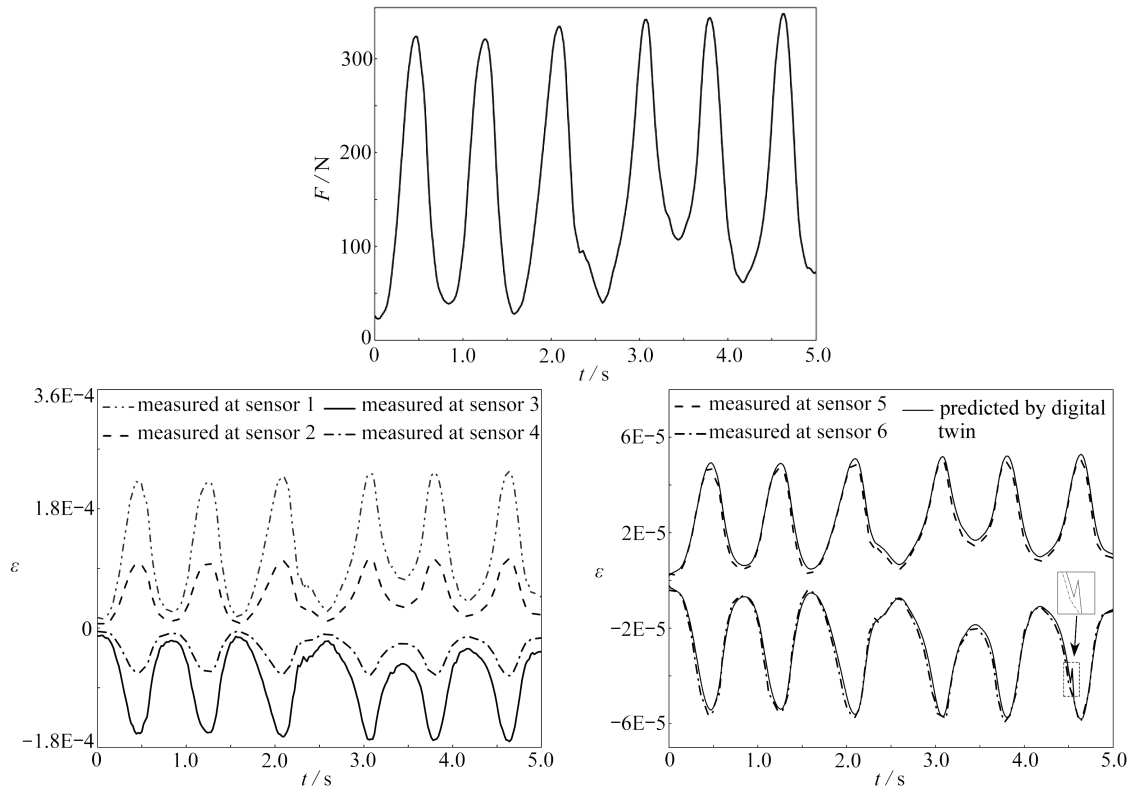 300
200
100
0
F / N
0
1.0
2.0
3.0
4.0
5.0
t / s
3.6E−4
1.8E−4
0
−1.8E−4
ε
measured at sensor 1
measured at sensor 3
measured at sensor 2
measured at sensor 4
0
1.0
2.0
3.0
4.0
5.0
t / s
6E−5
2E−5
−2E−5
−6E−5
ε
measured at sensor 5
predicted by digital
measured at sensor 6
twin
0
1.0
2.0
3.0
4.0
5.0
t / s